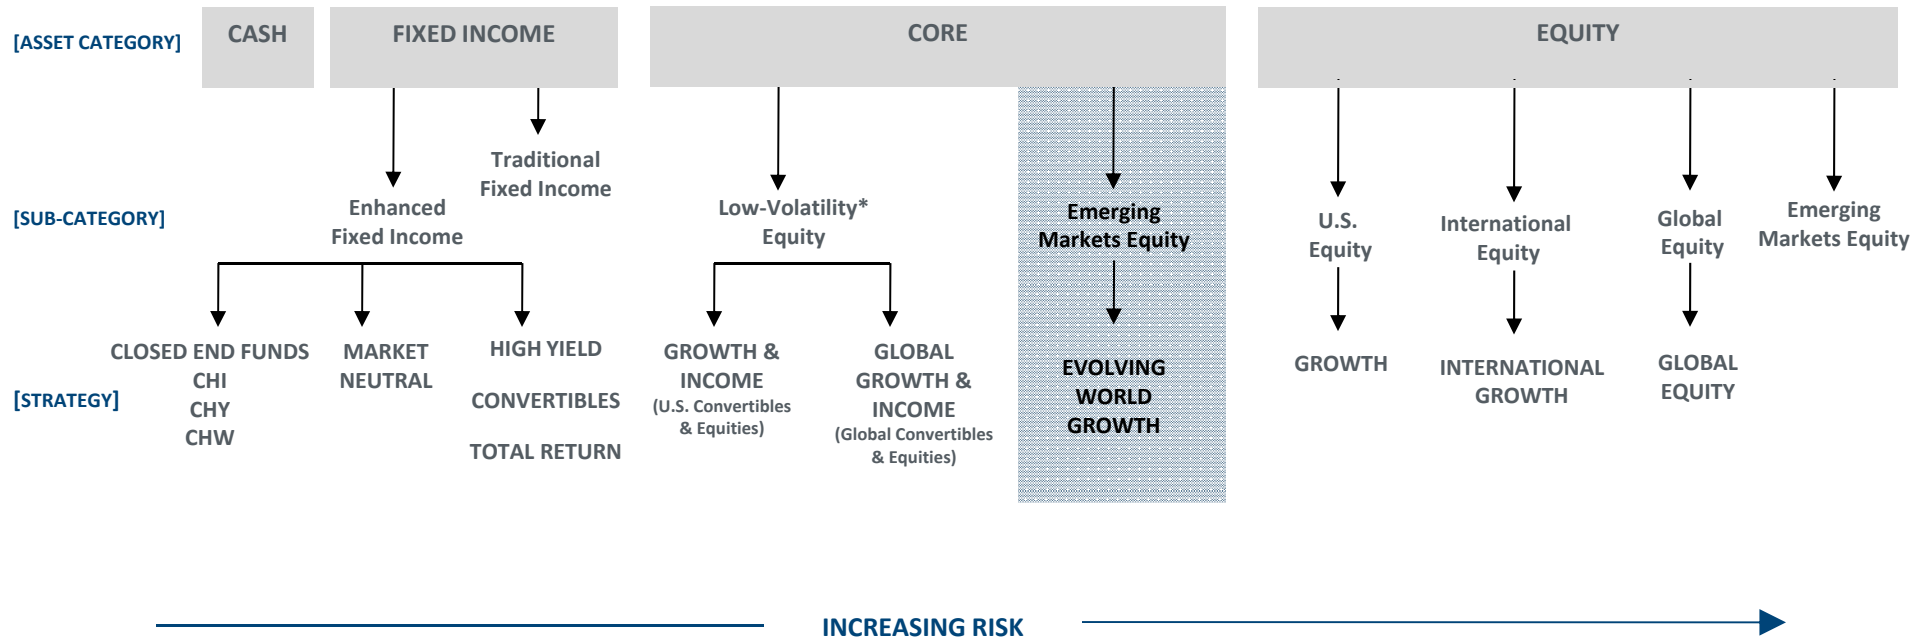 [ASSET CATEGORY]
CASH
FIXED INCOME
CORE
EQUITY
[SUB-CATEGORY]
Enhanced
Fixed Income
Traditional
Fixed Income
Low-Volatility*
Equity
Emerging
Markets Equity
U.S.
Equity
International
Equity
Global
Equity
Emerging
Markets Equity
[STRATEGY]
CLOSED END FUNDS
CHI
CHY
CHW
MARKET
NEUTRAL
HIGH YIELD
CONVERTIBLES
TOTAL RETURN
GROWTH &
INCOME
(U.S. Convertibles
& Equities)
GLOBAL
GROWTH &
INCOME
(Global Convertibles
& Equities)
EVOLVING
WORLD
GROWTH
GROWTH
INTERNATIONAL
GROWTH
GLOBAL
EQUITY
INCREASING RISK